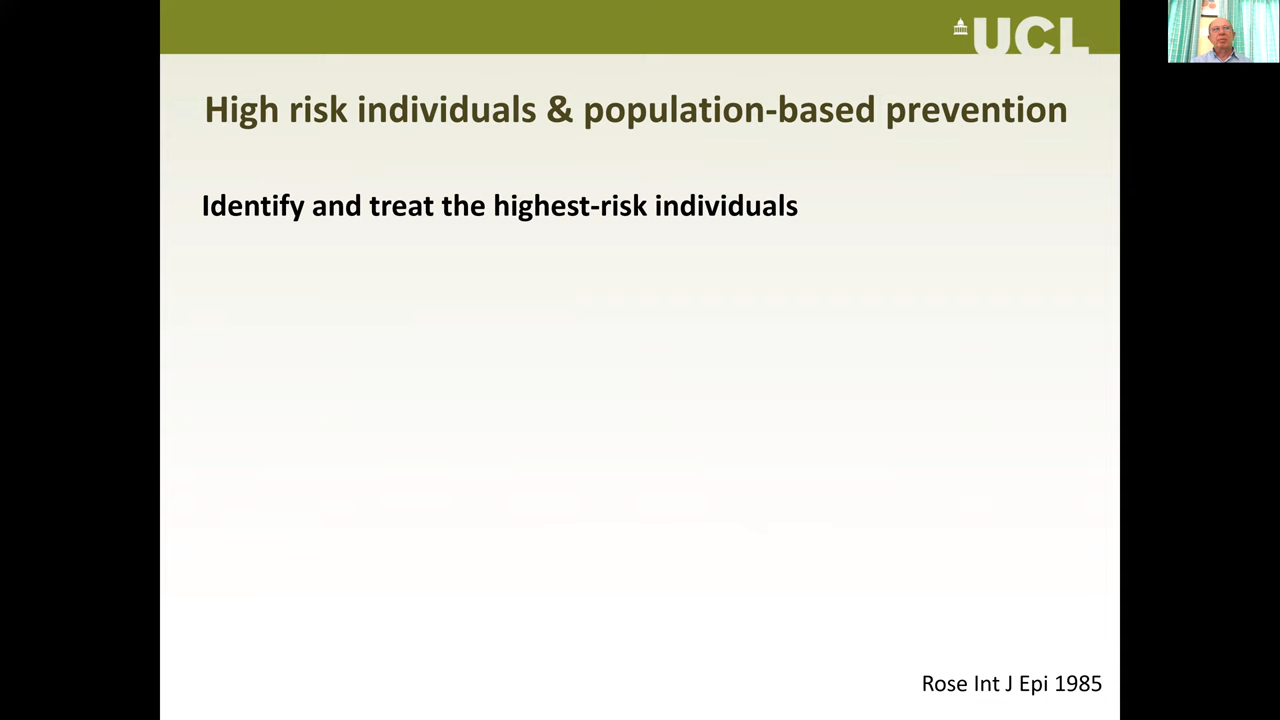 UCL
High risk individuals & population-based prevention
Identify and treat the highest-risk individuals
Rose Int J Epi 1985